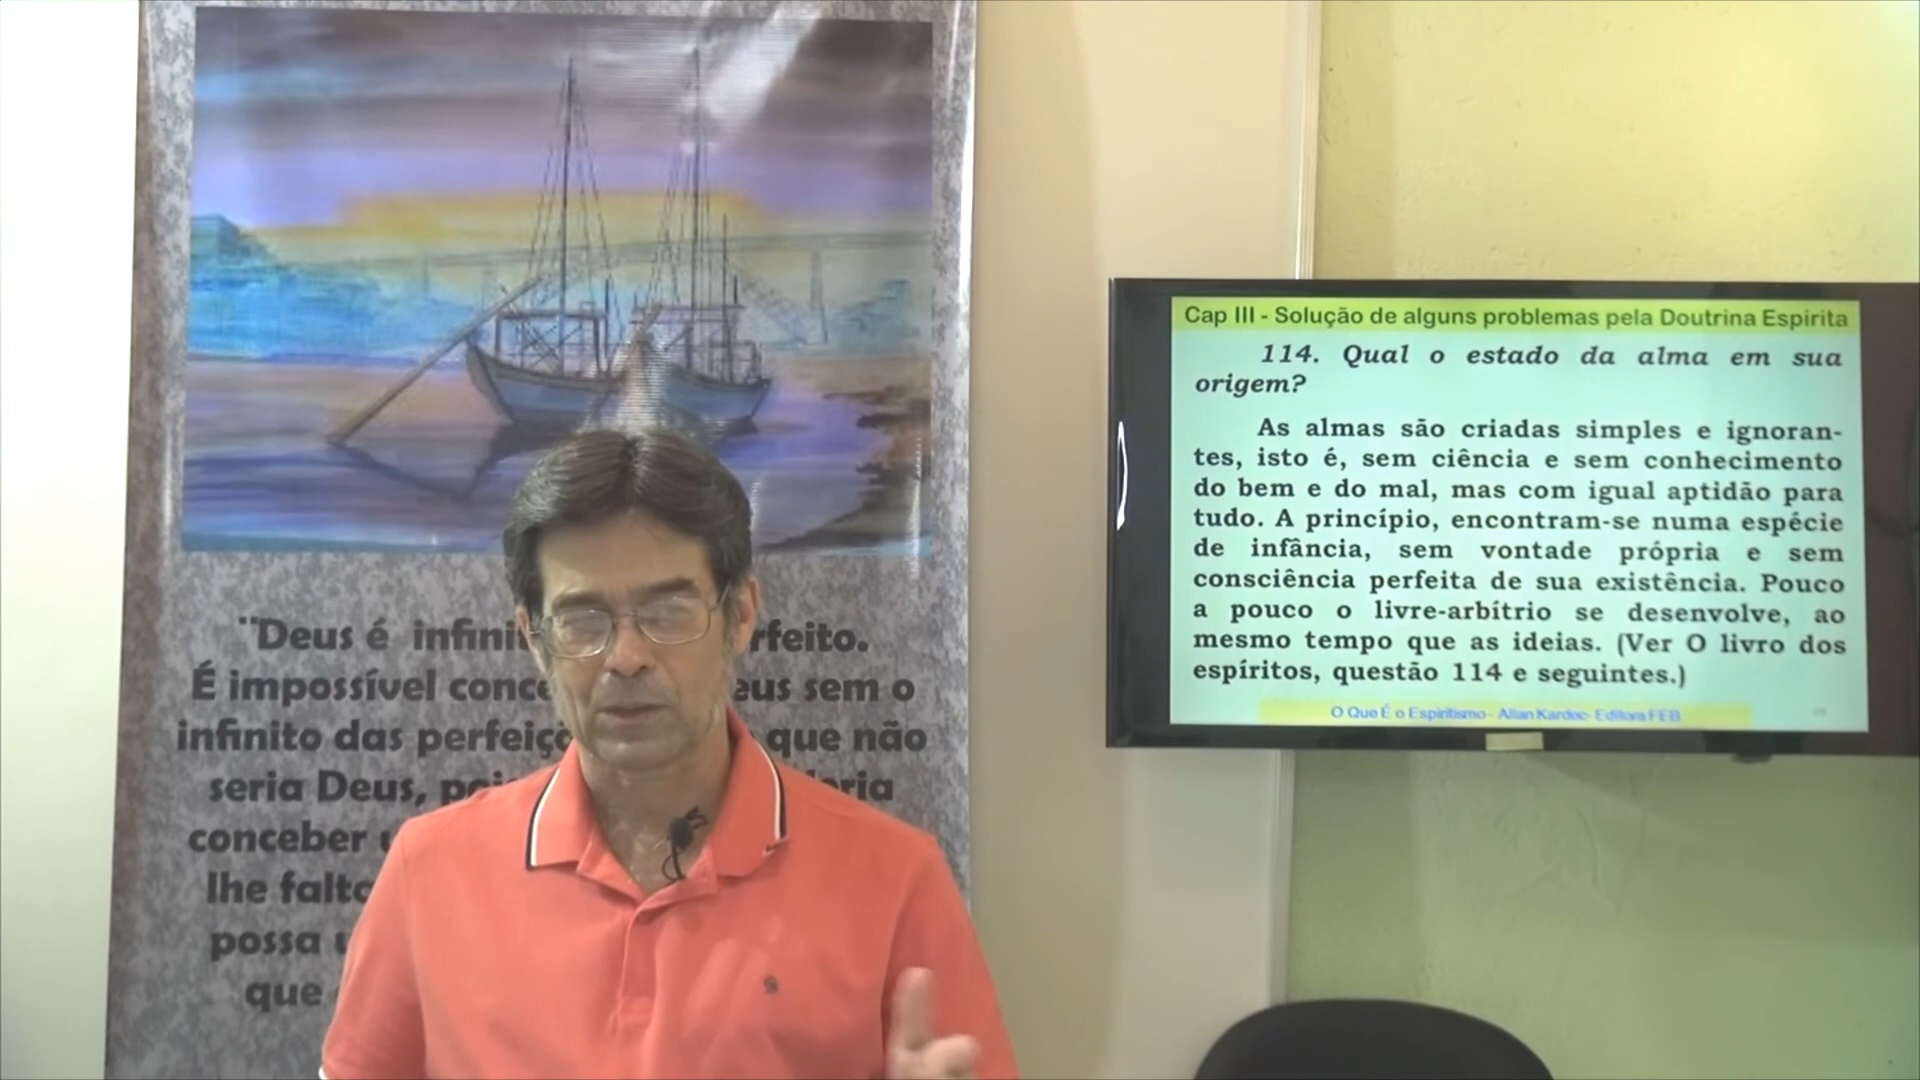 ¨Deus é infini rfeito.
É impossível conce eus sem o
infinito das perfeiçõ que não
seria Deus, pois eria
conceber
lhe falta
possa
que
Cap III - Solução de alguns problemas pela Doutrina Espírita
114. Qual o estado da alma em sua
origem?
As almas são criadas simples e ignoran-
tes, isto é, sem ciência e sem conhecimento
do bem e do mal, mas com igual aptidão para
tudo. A princípio, encontram-se numa espécie
de infância, sem vontade própria e sem
consciência perfeita de sua existência. Pouco
a pouco o livre-arbítrio se desenvolve, ao
mesmo tempo que as ideias. (Ver O livro dos
espíritos, questão 114 e seguintes.)
O Que É o Espiritismo - Allan Kardec- Editora FEB